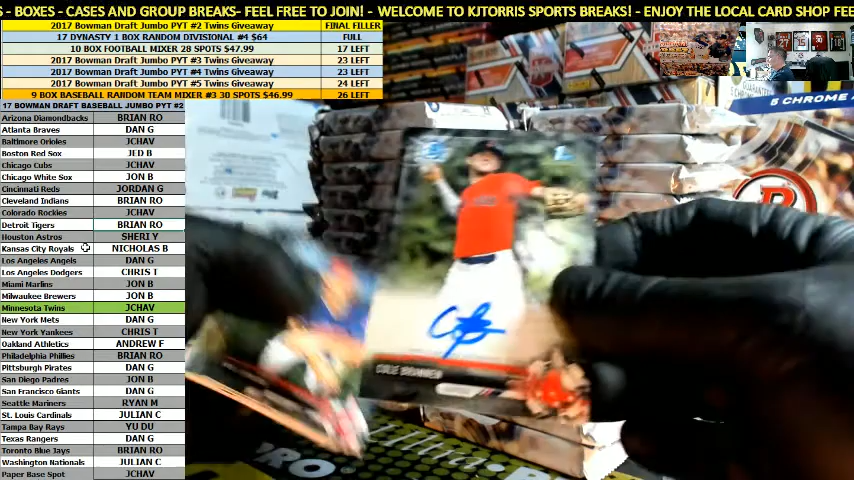 S - BOXES - CASES AND GROUP BREAKS- FEEL FREE TO JOIN! - WELCOME TO KJTORRIS SPORTS BREAKS! - ENJOY THE LOCAL CARD SHOP FEE
2017 Bowman Draft Jumbo PYT #2 Twins Giveaway FINAL FILLER
17 DYNASTY 1 BOX RANDOM DIVISIONAL #4 $64 FULL
10 BOX FOOTBALL MIXER 28 SPOTS $47.99 17 LEFT
2017 Bowman Draft Jumbo PYT #3 Twins Giveaway 23 LEFT
2017 Bowman Draft Jumbo PYT #4 Twins Giveaway 23 LEFT
2017 Bowman Draft Jumbo PYT #5 Twins Giveaway 24 LEFT
9 BOX BASEBALL RANDOM TEAM MIXER #3 30 SPOTS $46.99 26 LEFT
17 BOWMAN DRAFT BASEBALL JUMBO PYT #2
Arizona Diamondbacks BRIAN RO
Atlanta Braves DAN G
Baltimore Orioles JCHAV
Boston Red Sox JED B
Chicago Cubs JCHAV
Chicago White Sox JON B
Cincinnati Reds JORDAN G
Cleveland Indians BRIAN RO
Colorado Rockies JCHAV
Detroit Tigers BRIAN RO
Houston Astros SHERI Y
Kansas City Royals NICHOLAS B
Los Angeles Angels DAN G
Los Angeles Dodgers CHRIS T
Miami Marlins JON B
Milwaukee Brewers JON B
Minnesota Twins JCHAV
New York Mets DAN G
New York Yankees CHRIS T
Oakland Athletics ANDREW F
Philadelphia Phillies BRIAN RO
Pittsburgh Pirates DAN G
San Diego Padres JON B
San Francisco Giants DAN G
Seattle Mariners RYAN M
St. Louis Cardinals JULIAN C
Tampa Bay Rays YU DU
Texas Rangers DAN G
Toronto Blue Jays BRIAN RO
Washington Nationals JULIAN C
Paper Base Spot JCHAV
5 CHROME A
COLE BRANNEN